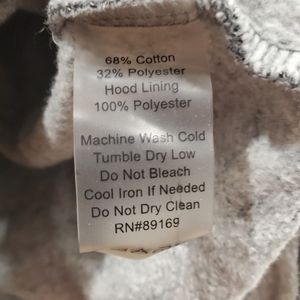 68% Cotton
32% Polyester
Hood Lining
100% Polyester
Machine Wash Cold
Tumble Dry Low
Do Not Bleach
Cool Iron If Needed
Do Not Dry Clean
RN#89169